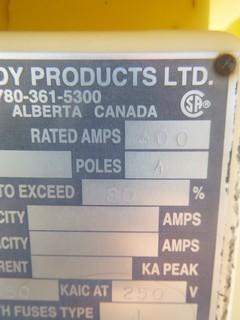 DY PRODUCTS LTD.
780-361-5300
ALBERTA CANADA
RATED AMPS 400
POLES 4
TO EXCEED 80 %
CITY AMPS
ACITY AMPS
RENT KA PEAK
KAIC AT 250 V
TH FUSES TYPE